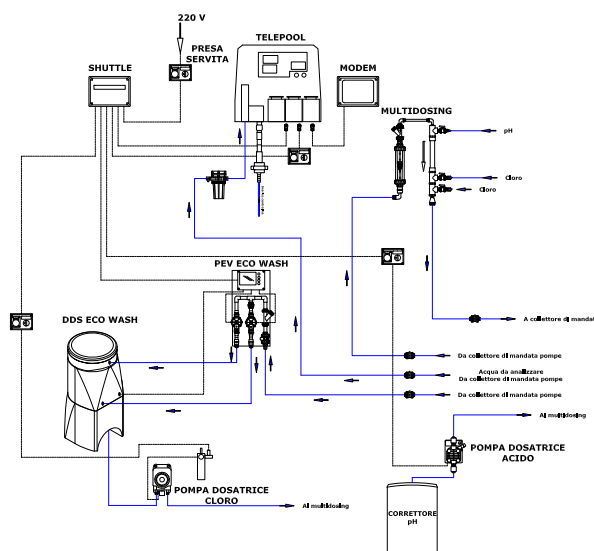 220 V
TELEPOOL
PRESA
SERVITA
SHUTTLE
MODEM
MULTIDOSING
pH
Cloro
Cloro
PEV ECO WASH
DDS ECO WASH
A collettore di mandat
Da collettore di mandata pompe
Acqua da analizzare
Da collettore di mandata pompe
Da collettore di mandata pompe
Al multidosing
POMPA DOSATRICE
ACIDO
POMPA DOSATRICE
CLORO
Al multidosing
CORRETTORE
pH